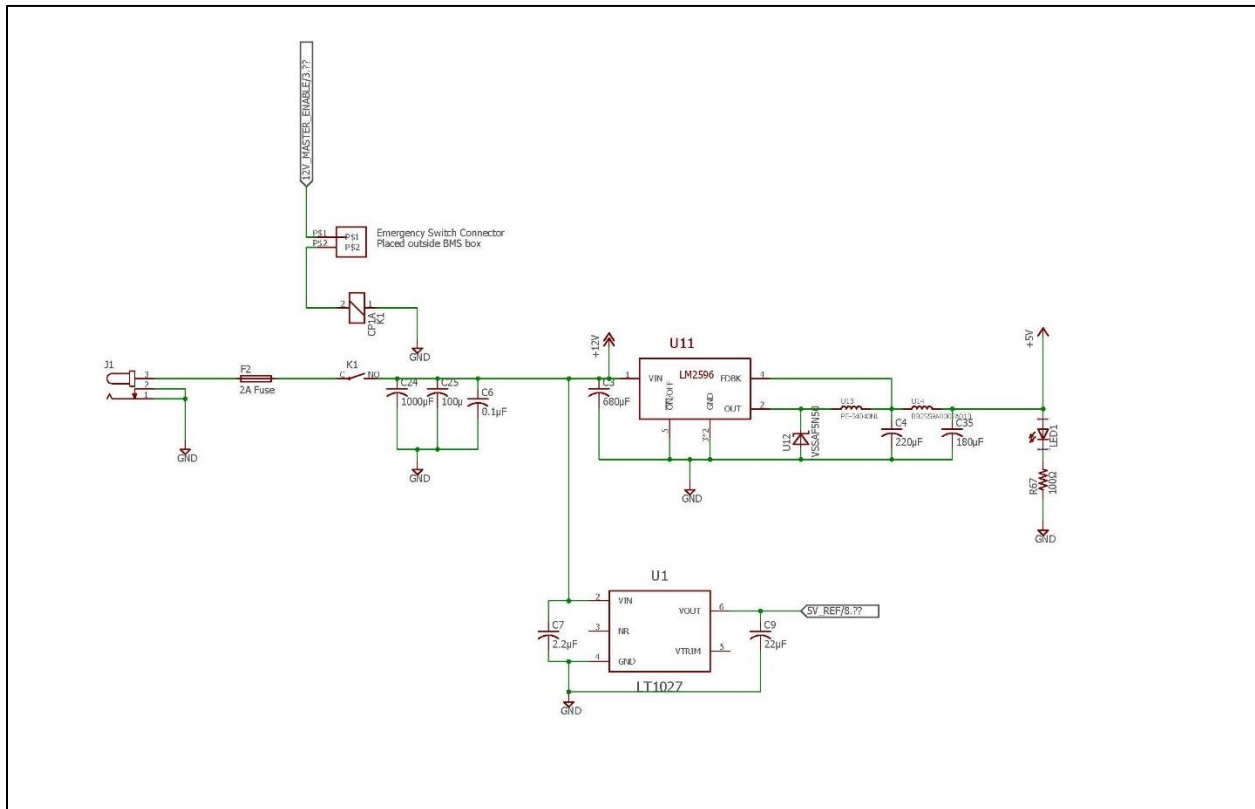 12V_MASTER_ENABLE/3.??
P$1
P$2
P$1
P$2
Emergency Switch Connector
Placed outside BMS box
2
1
K1
CP1A
GND
J1
3
2
1
GND
F2
2A Fuse
K1
C
NO
C24
1000µF
C25
100µ
C6
0.1µF
GND
+12V
C3
680µF
U11
LM2596
1
VIN
FDBK
4
OUT
2
ON/OFF
GND
5
3*2
GND
U12
VSSAF5N50
U13
PE-54040NL
U14
C4
220µF
C35
180µF
+5V
LED1
R67
100Ω
GND
U1
2
VIN
VOUT
6
3
NR
VTRIM
5
4
GND
LT1027
C7
2.2µF
C9
22µF
5V_REF/8.??
GND